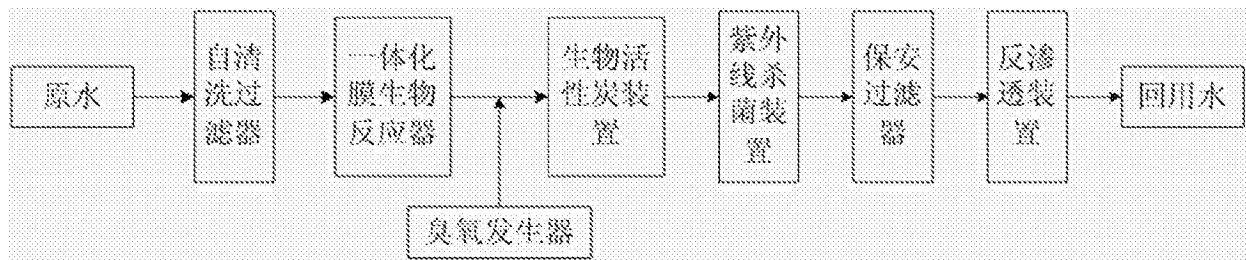 原水
自清
洗过
滤器
一体化
膜生物
反应器
生物活
性炭装
置
紫外
线杀
菌装
置
保安
过滤
器
反渗
透装
置
回用水
臭氧发生器